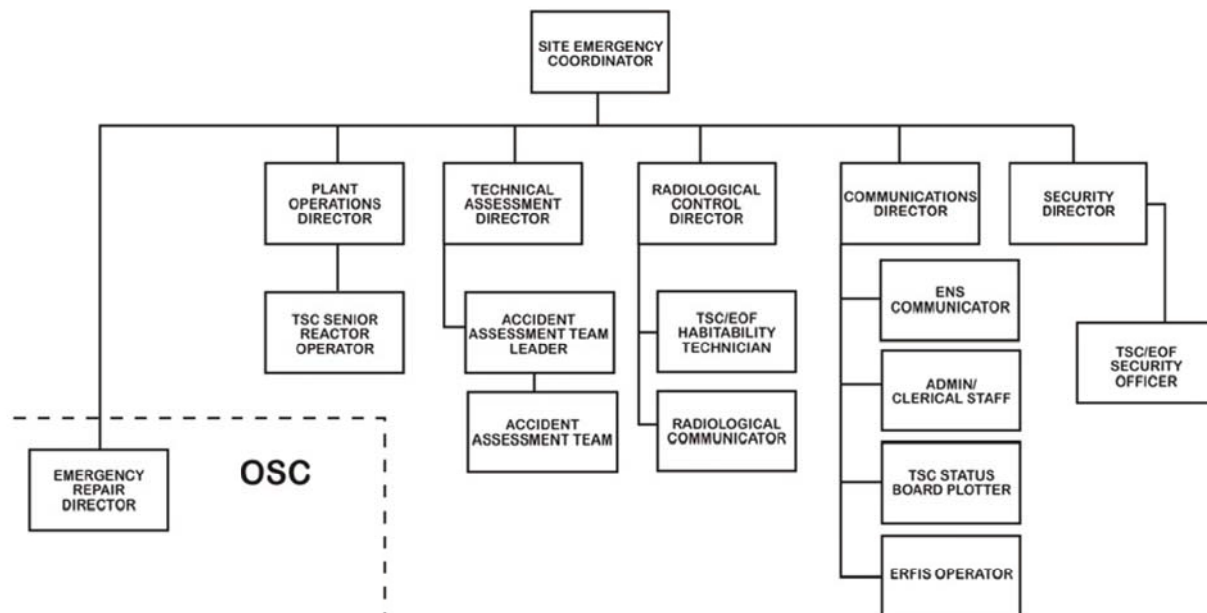 SITE EMERGENCY
COORDINATOR
PLANT
OPERATIONS
DIRECTOR
TECHNICAL
ASSESSMENT
DIRECTOR
RADIOLOGICAL
CONTROL
DIRECTOR
COMMUNICATIONS
DIRECTOR
SECURITY
DIRECTOR
TSC SENIOR
REACTOR
OPERATOR
ACCIDENT
ASSESSMENT TEAM
LEADER
ACCIDENT
ASSESSMENT TEAM
TSC/EOF
HABITABILITY
TECHNICIAN
RADIOLOGICAL
COMMUNICATOR
ENS
COMMUNICATOR
ADMIN/
CLERICAL STAFF
TSC STATUS
BOARD PLOTTER
ERFIS OPERATOR
TSC/EOF
SECURITY
OFFICER
EMERGENCY
REPAIR
DIRECTOR
OSC